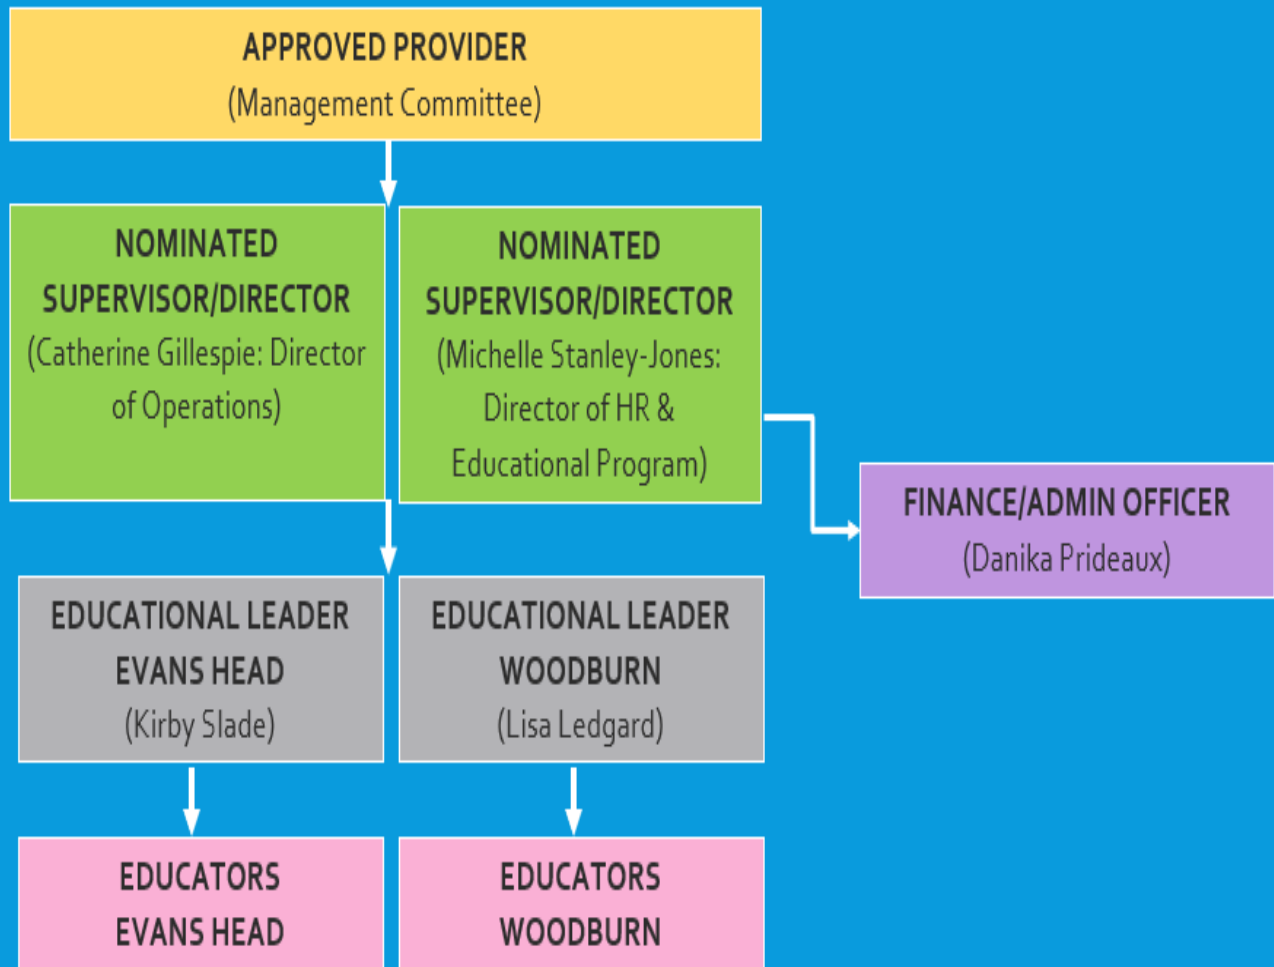 APPROVED PROVIDER
(Management Committee)
NOMINATED
SUPERVISOR/DIRECTOR
(Catherine Gillespie: Director
of Operations)
NOMINATED
SUPERVISOR/DIRECTOR
(Michelle Stanley-Jones:
Director of HR &
Educational Program)
FINANCE/ADMIN OFFICER
(Danika Prideaux)
EDUCATIONAL LEADER
EVANS HEAD
(Kirby Slade)
EDUCATIONAL LEADER
WOODBURN
(Lisa Ledgard)
EDUCATORS
EVANS HEAD
EDUCATORS
WOODBURN